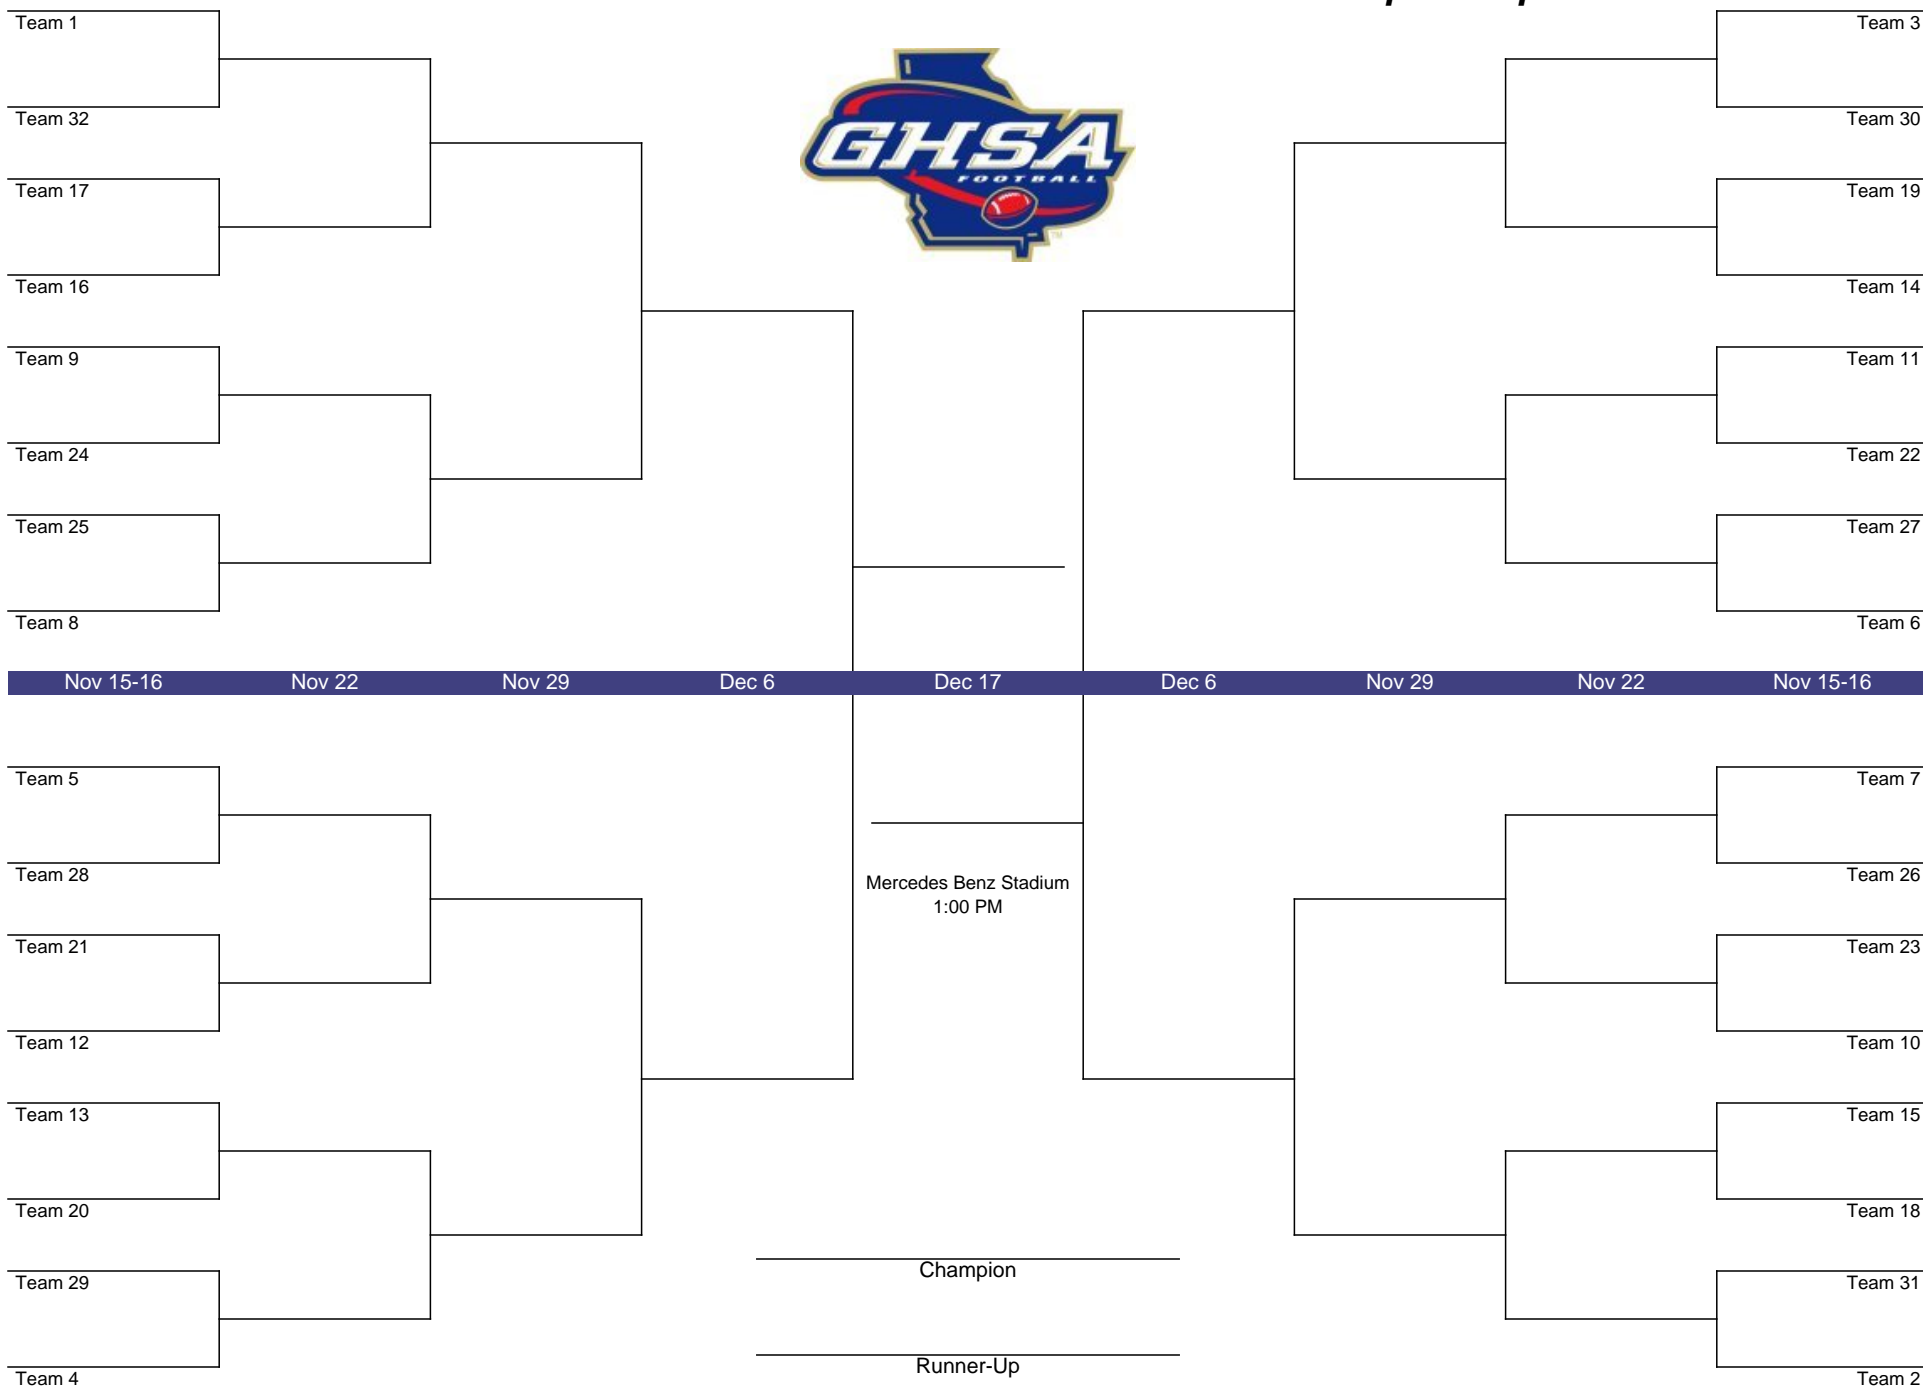 Team 1
Team 3
Team 32
Team 30
Team 17
Team 19
Team 16
Team 14
GHSA
FOOTBALL
TM
Team 9
Team 11
Team 24
Team 22
Team 25
Team 27
Team 8
Team 6
Nov 15-16 Nov 22 Nov 29 Dec 6 Dec 17 Dec 6 Nov 29 Nov 22 Nov 15-16
Team 5
Team 7
Team 28
Team 26
Mercedes Benz Stadium
1:00 PM
Team 21
Team 23
Team 12
Team 10
Team 13
Team 15
Team 20
Team 18
Team 29
Team 31
Champion
Runner-Up
Team 4
Team 2